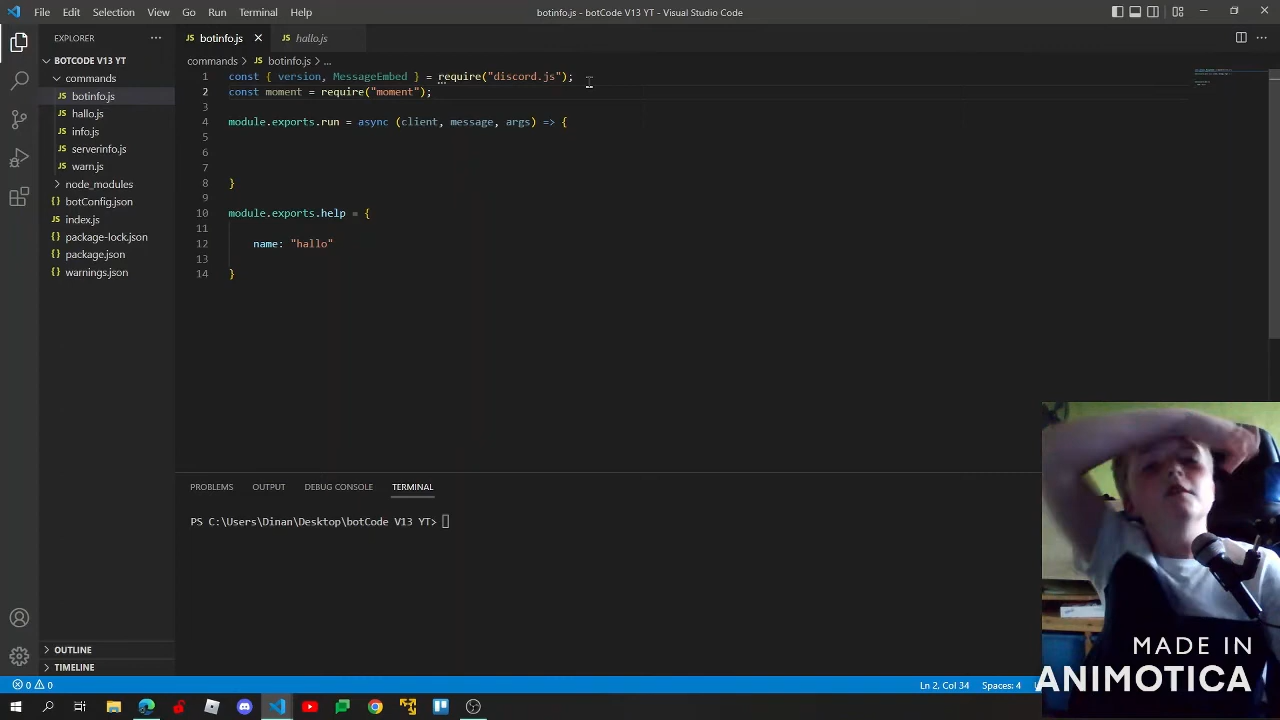 File Edit Selection View Go Run Terminal Help botinfo.js - botCode V13 YT - Visual Studio Code
EXPLORER
BOTCODE V13 YT
commands
botinfo.js
hallo.js
info.js
serverinfo.js
warn.js
node_modules
botConfig.json
index.js
package-lock.json
package.json
warnings.json
OUTLINE
TIMELINE
botinfo.js hallo.js
commands > JS botinfo.js > ...
1 const { version, MessageEmbed } = require("discord.js");
2 const moment = require("moment");
3
4 module.exports.run = async (client, message, args) => {
5
6
7
8 }
9
10 module.exports.help = {
11
12 name: "hallo"
13
14 }
PROBLEMS OUTPUT DEBUG CONSOLE TERMINAL
PS C:\Users\Dinan\Desktop\botCode V13 YT>
0 0 Ln 2, Col 34 Spaces: 4
MADE IN
ANIMOTICA